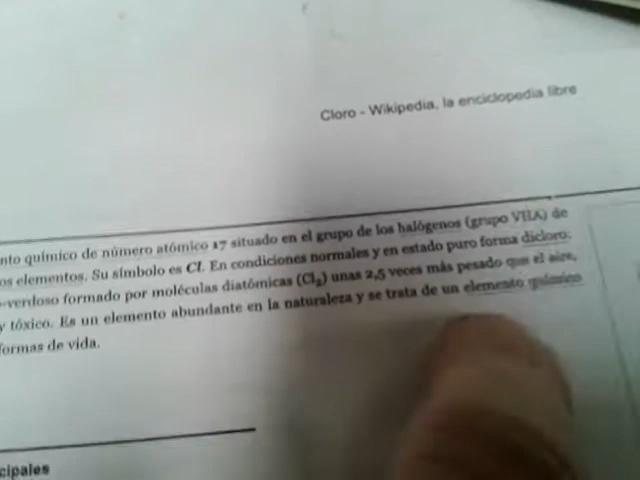 Cloro - Wikipedia, la enciclopedia libre
nto químico de número atómico 17 situado en el grupo de los halógenos (grupo VIIA) de
os elementos. Su símbolo es Cl. En condiciones normales y en estado puro forma dicloro:
-verdoso formado por moléculas diatómicas (Cl₂) unas 2,5 veces más pesado que el aire,
y tóxico. Es un elemento abundante en la naturaleza y se trata de un elemento químico
formas de vida.
cipales